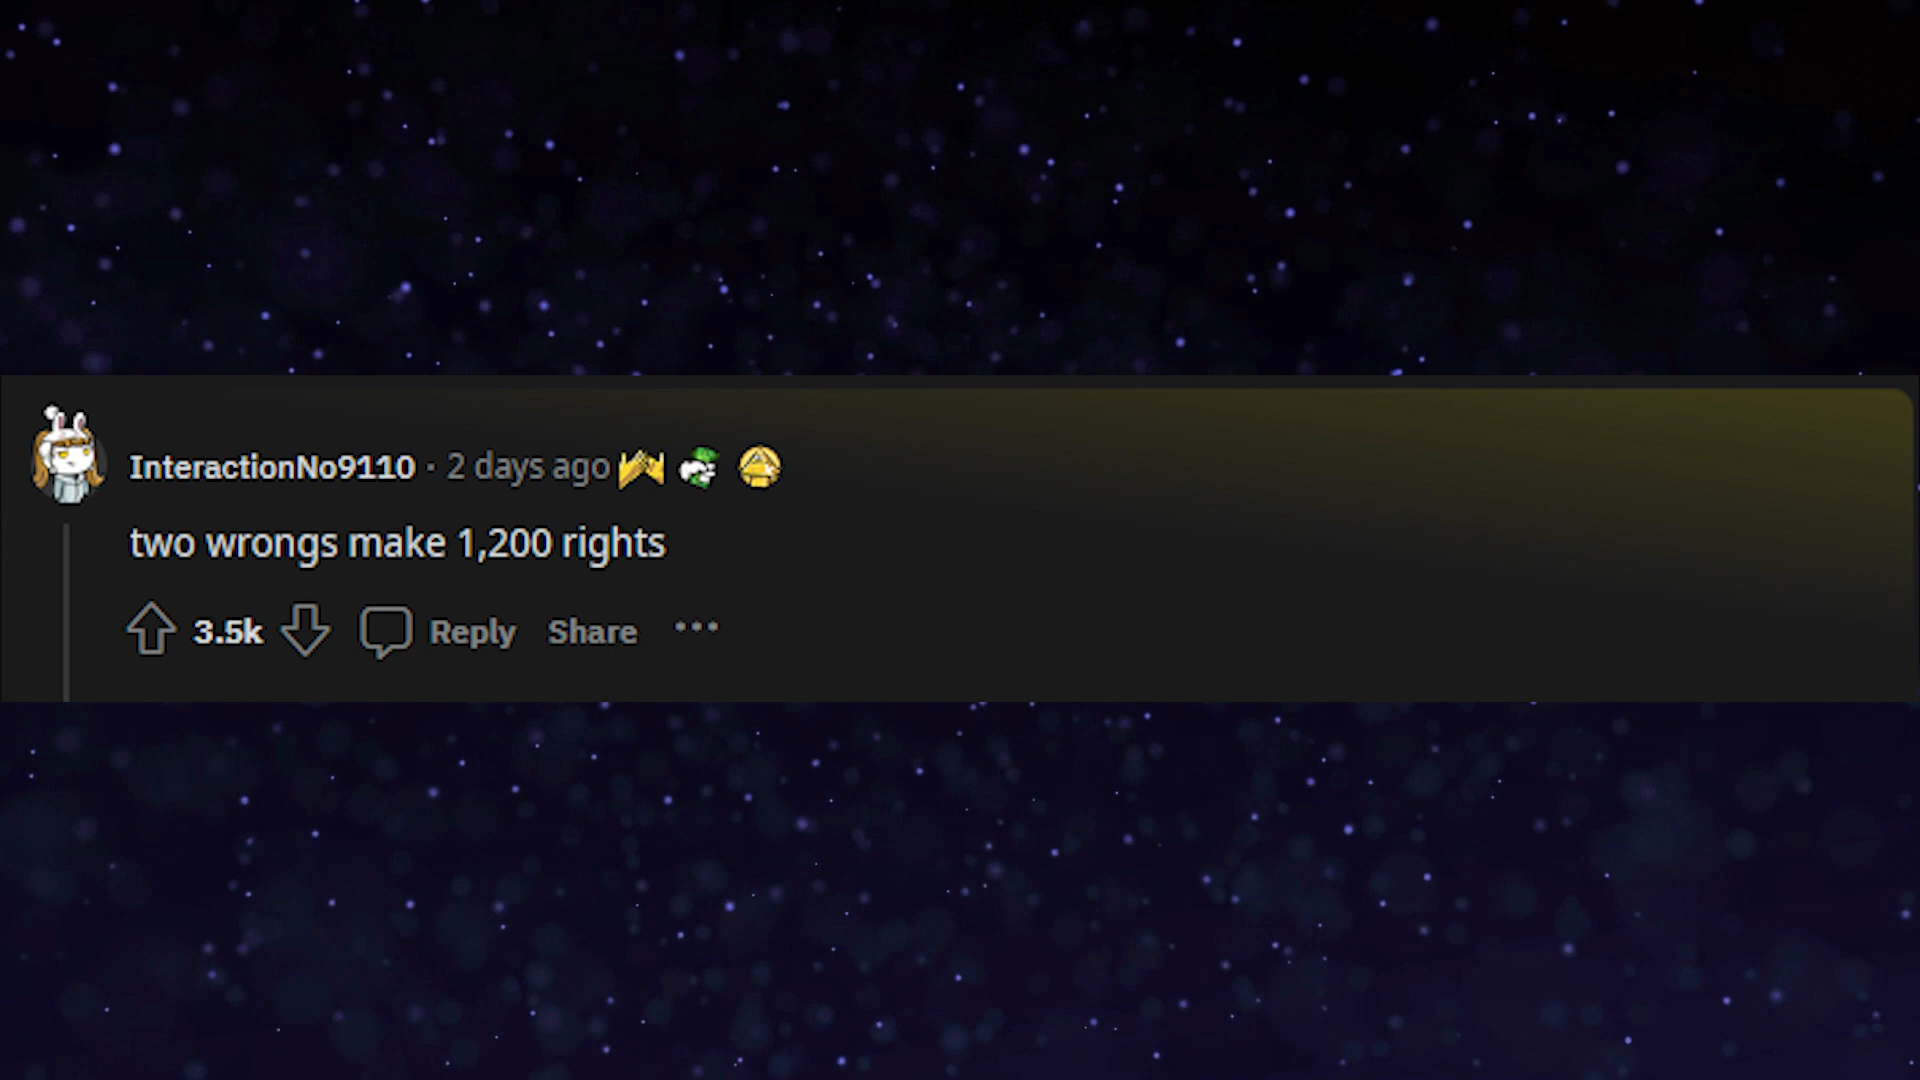 InteractionNo9110 · 2 days ago
two wrongs make 1,200 rights
3.5k Reply Share ...